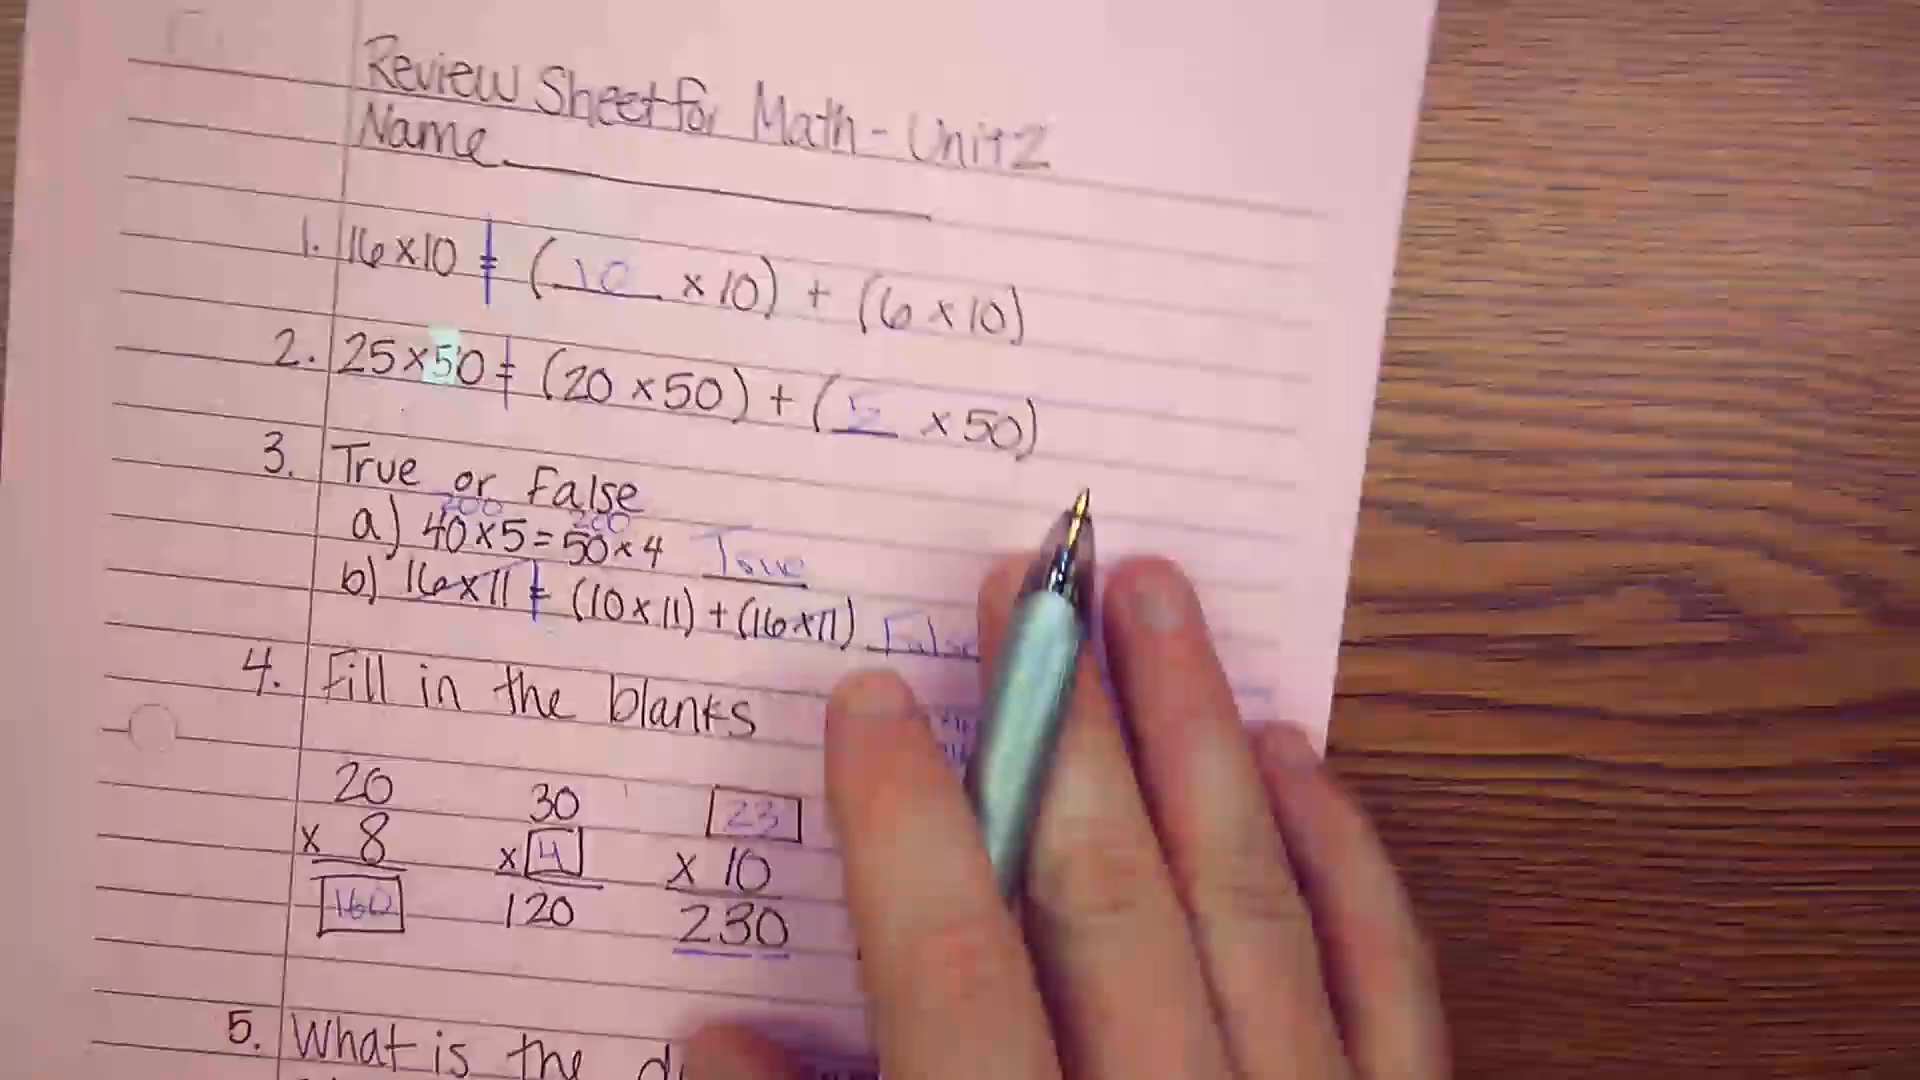 Review Sheet for Math - Unit 2
Name
1. 16 x 10 = (10 x 10) + (6 x 10)
2. 25 x 50 = (20 x 50) + (5 x 50)
3. True or False
200 200
a) 40 x 5 = 50 x 4 True
b) 16 x 11 = (10 x 11) + (16 x 11) False
4. Fill in the blanks
20 30 23
x 8 x 4 x 10
160 120 230
5. What is the